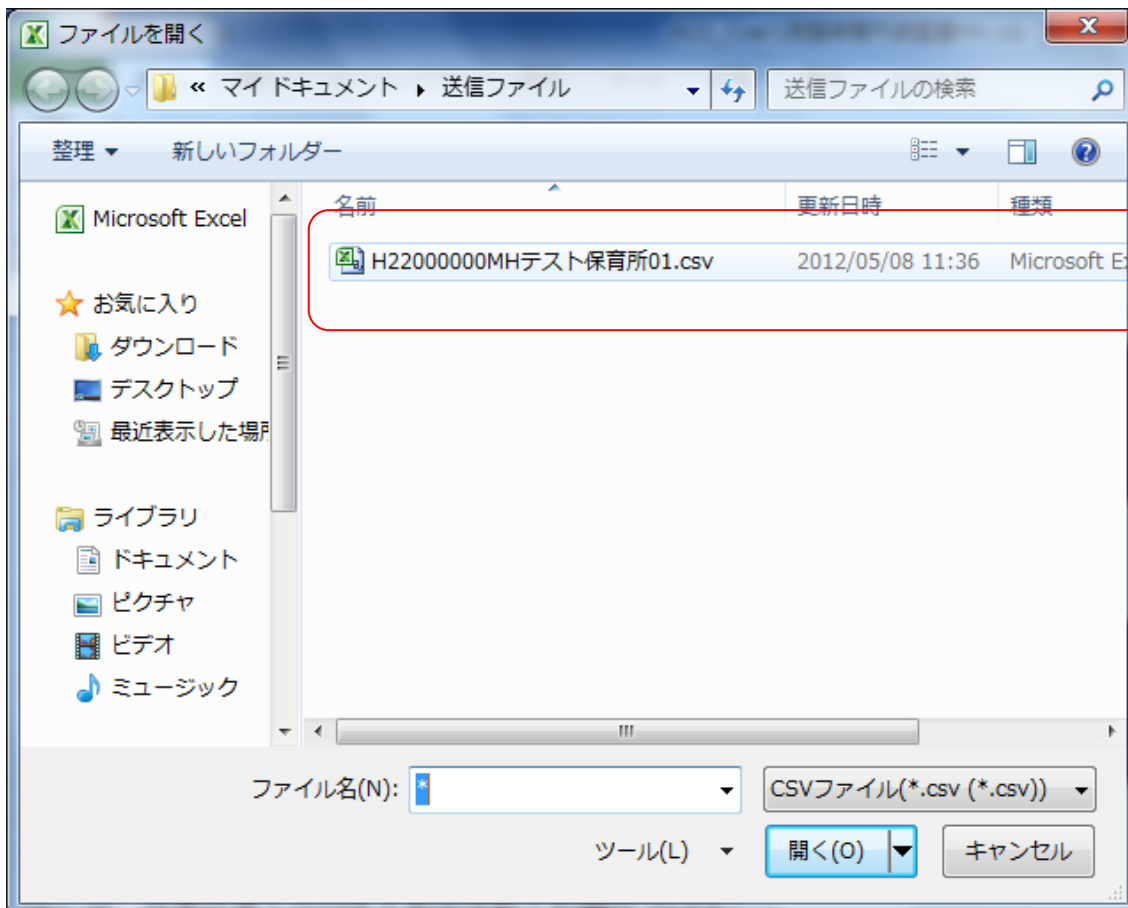 ファイルを開く
« マイ ドキュメント ▸ 送信ファイル
送信ファイルの検索
整理
新しいフォルダー
名前
更新日時
種類
Microsoft Excel
H22000000MHテスト保育所01.csv
2012/05/08 11:36
Microsoft E
お気に入り
ダウンロード
デスクトップ
最近表示した場所
ライブラリ
ドキュメント
ピクチャ
ビデオ
ミュージック
ファイル名(N):
*
CSVファイル(*.csv (*.csv))
ツール(L)
開く(O)
キャンセル